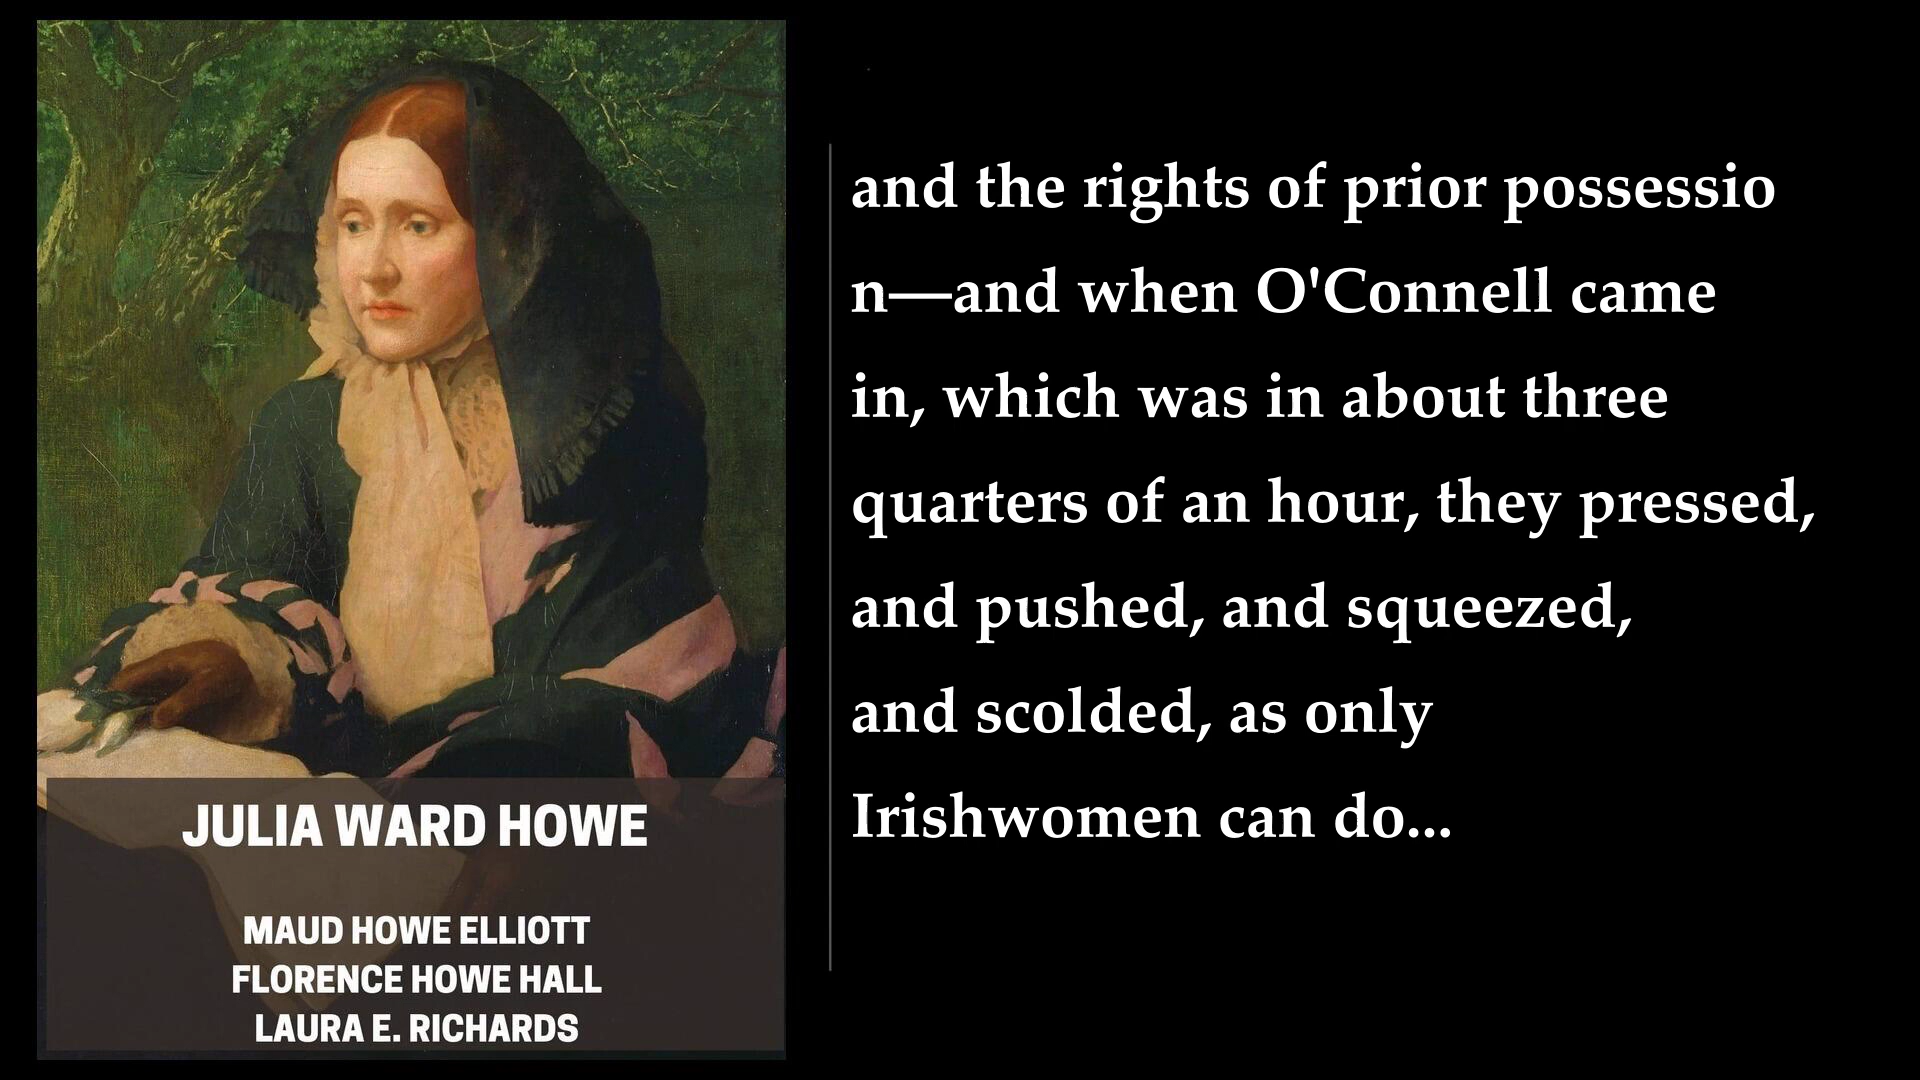 JULIA WARD HOWE
MAUD HOWE ELLIOTT
FLORENCE HOWE HALL
LAURA E. RICHARDS
and the rights of prior possessio
n—and when O'Connell came
in, which was in about three
quarters of an hour, they pressed,
and pushed, and squeezed,
and scolded, as only
Irishwomen can do...